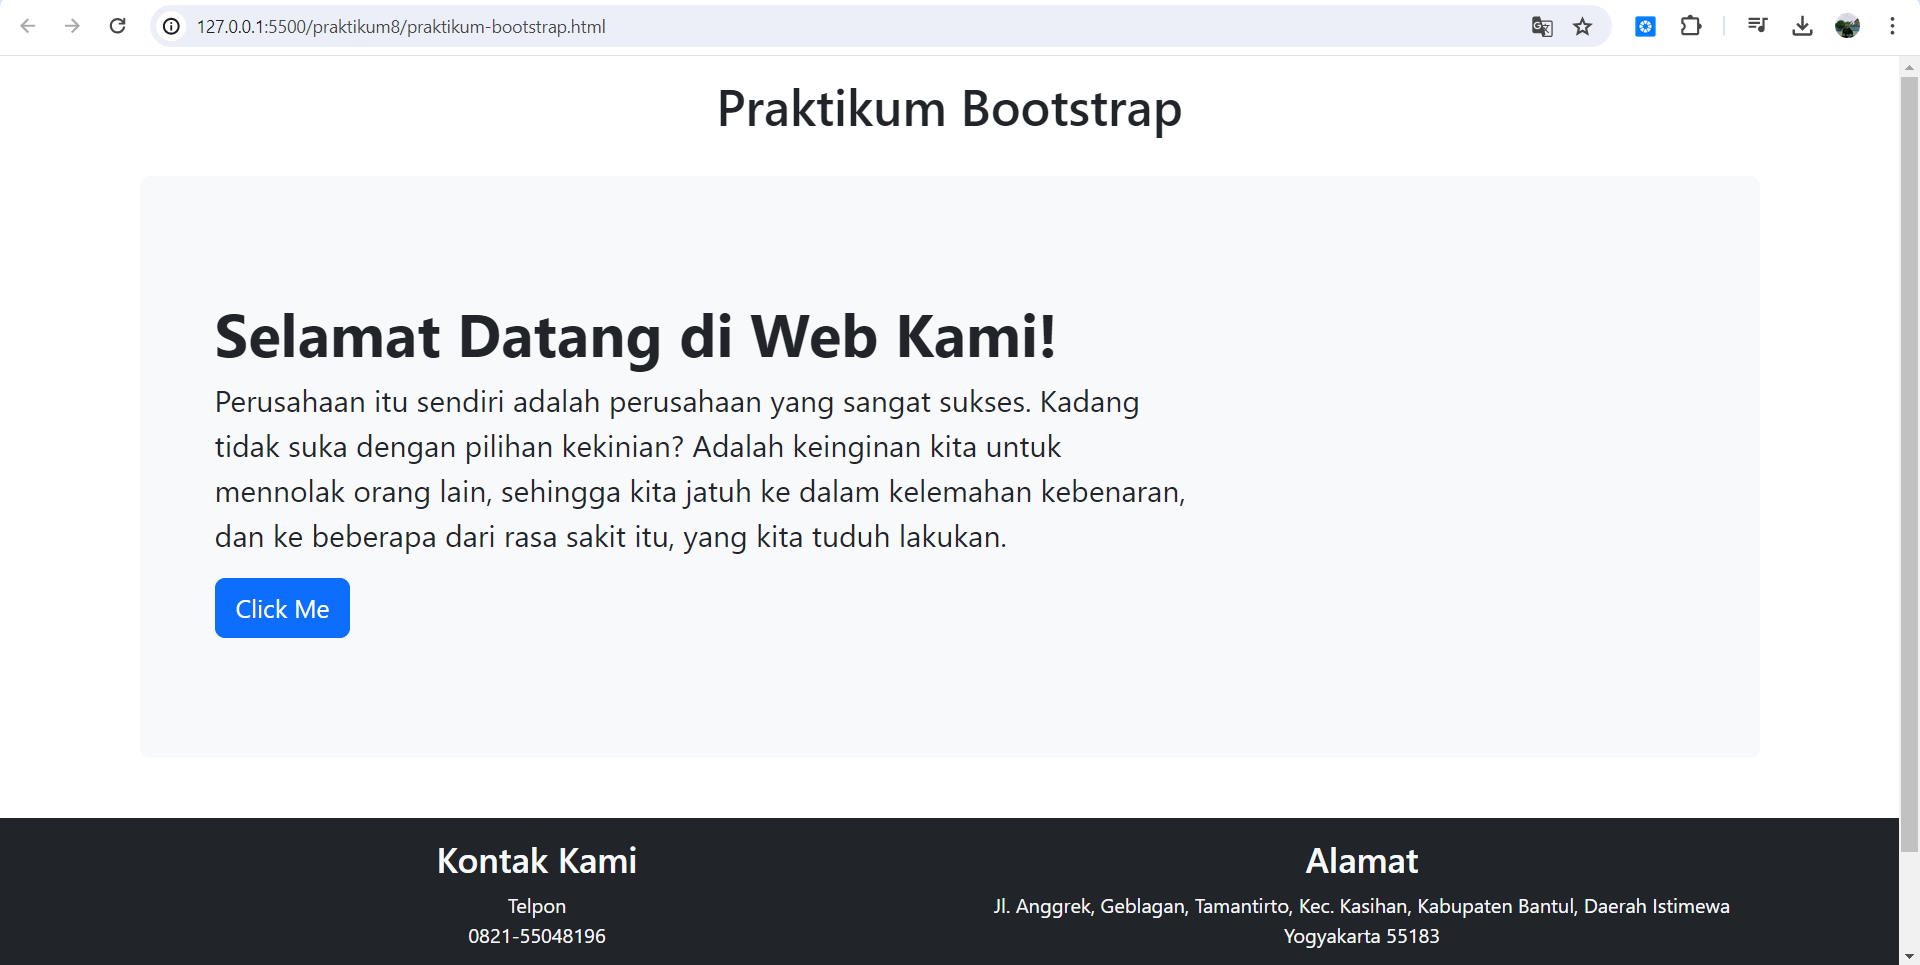 127.0.0.1:5500/praktikum8/praktikum-bootstrap.html
Praktikum Bootstrap
Selamat Datang di Web Kami!
Perusahaan itu sendiri adalah perusahaan yang sangat sukses. Kadang
tidak suka dengan pilihan kekinian? Adalah keinginan kita untuk
mennolak orang lain, sehingga kita jatuh ke dalam kelemahan kebenaran,
dan ke beberapa dari rasa sakit itu, yang kita tuduh lakukan.
Click Me
Kontak Kami
Telpon
0821-55048196
Alamat
Jl. Anggrek, Geblagan, Tamantirto, Kec. Kasihan, Kabupaten Bantul, Daerah Istimewa
Yogyakarta 55183